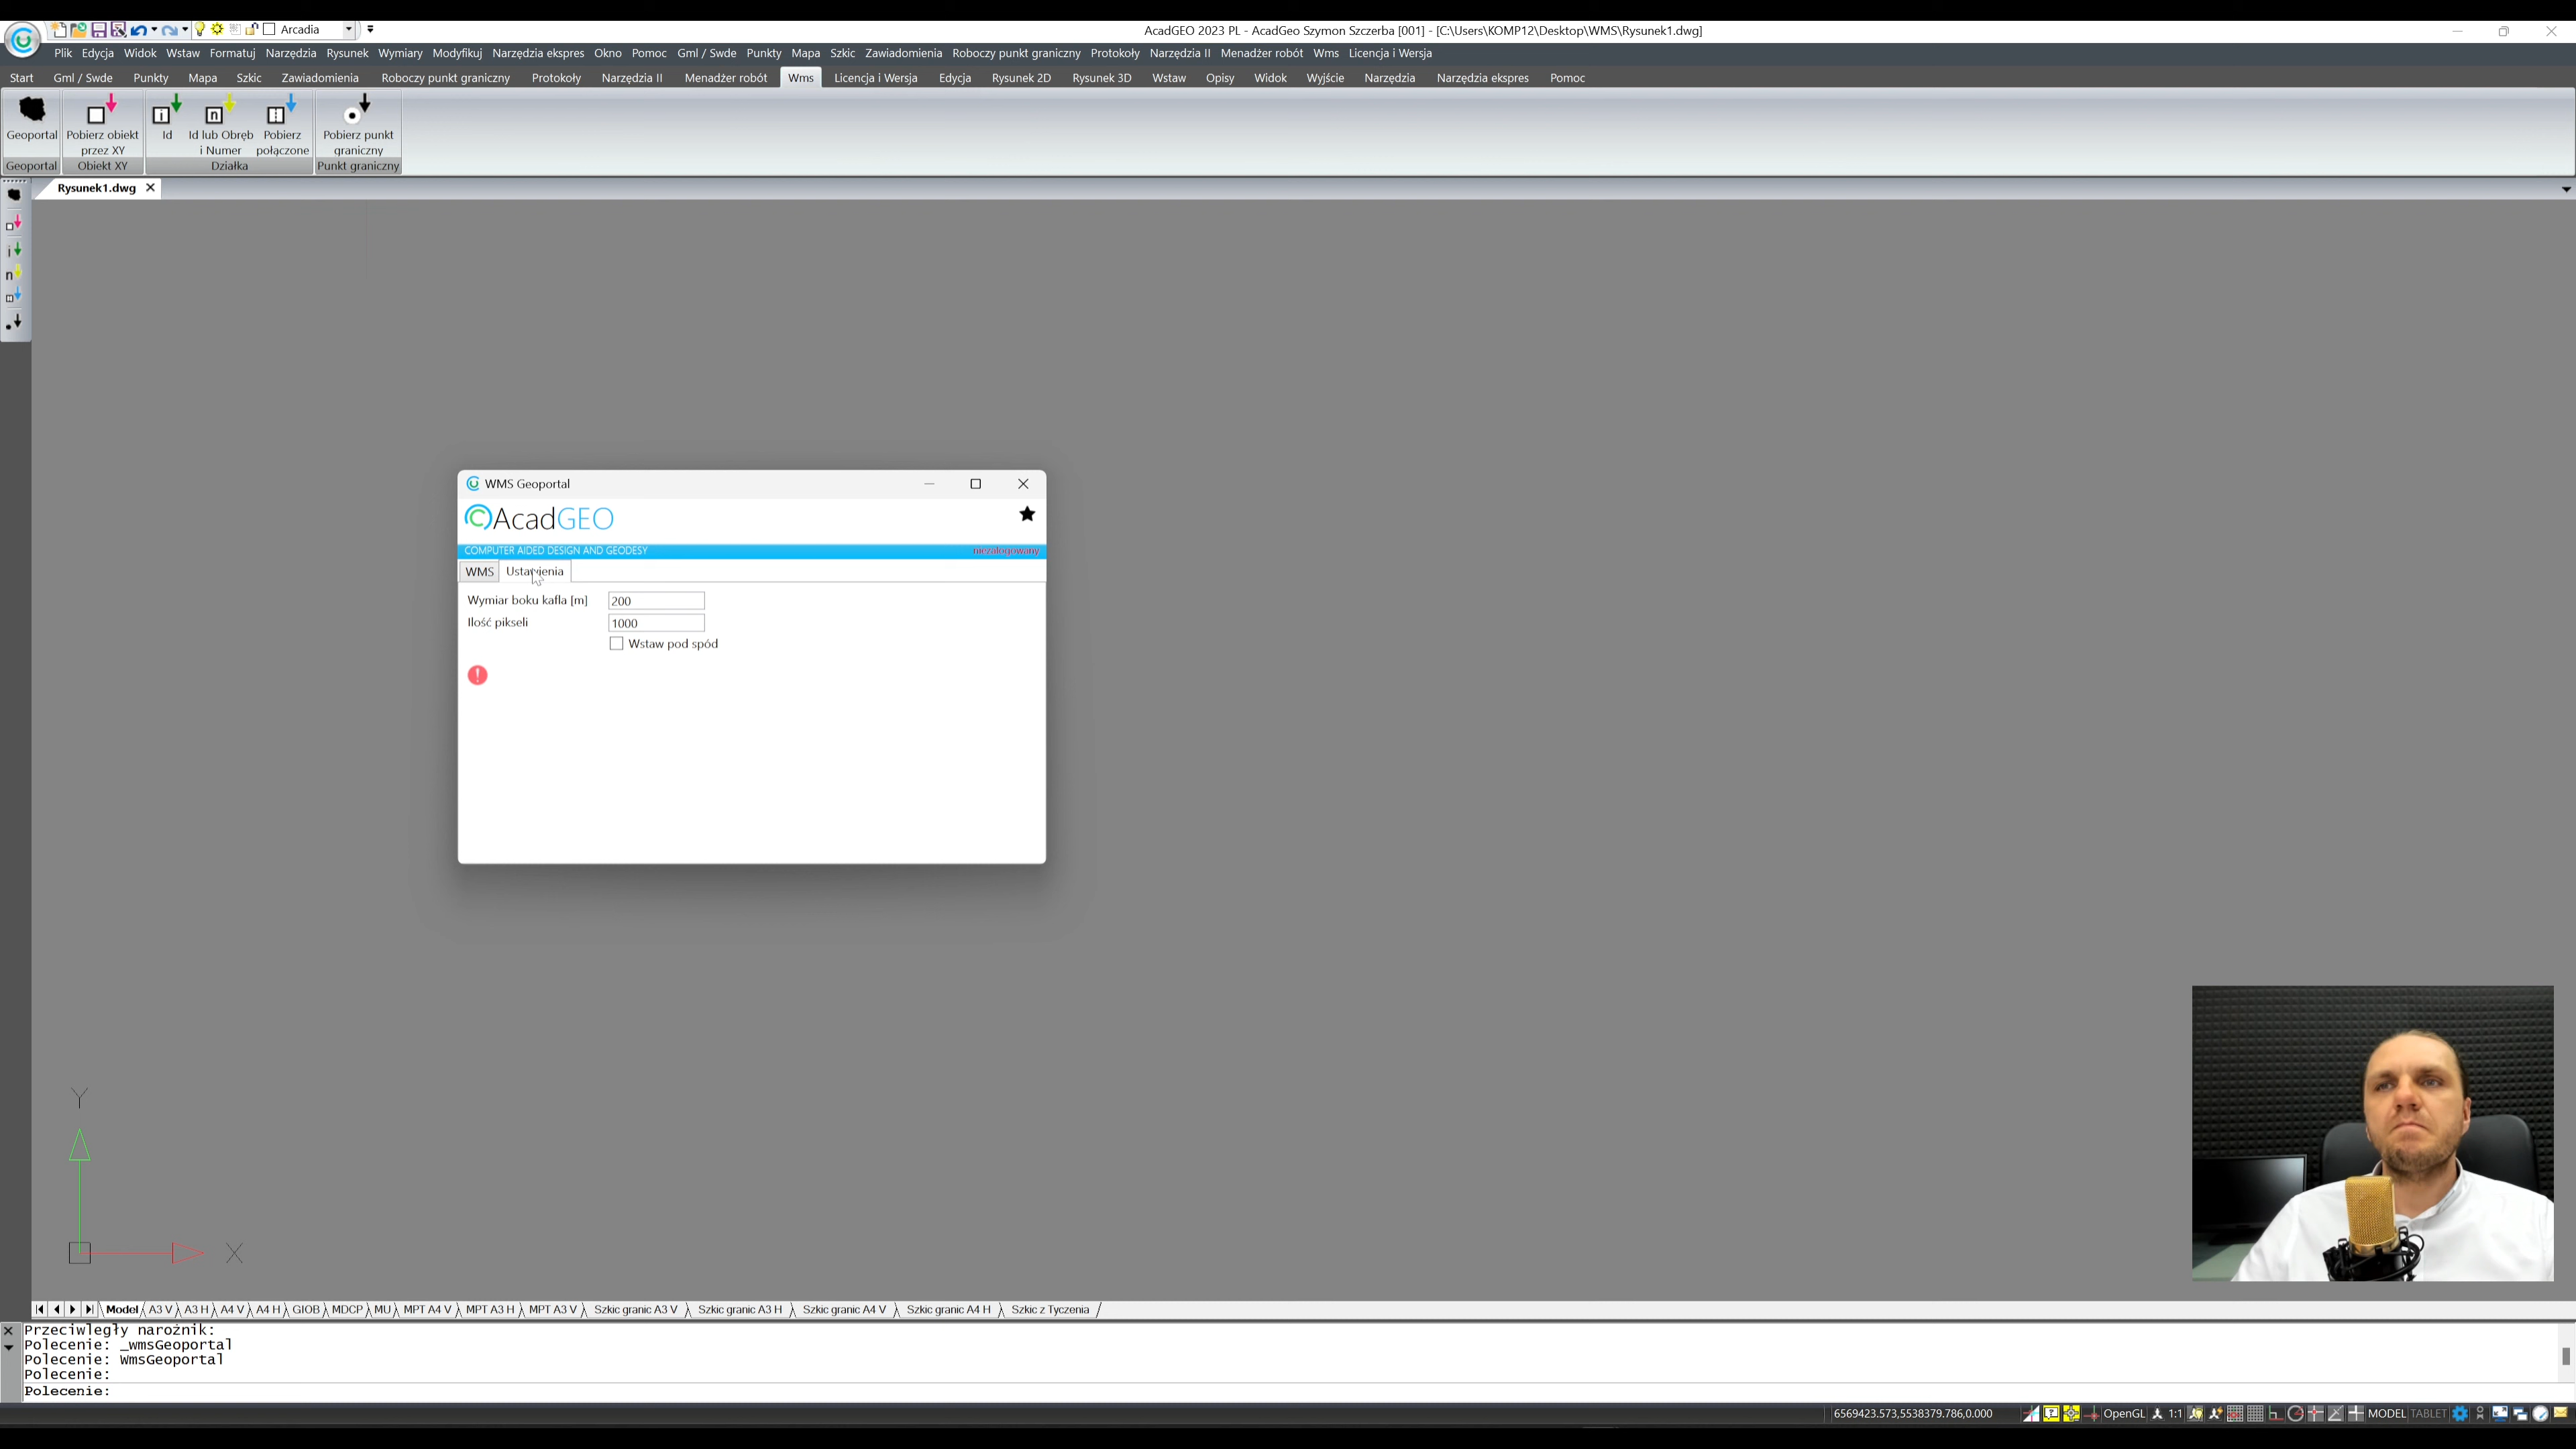 Arcadia
AcadGEO 2023 PL - AcadGeo Szymon Szczerba [001] - [C:\Users\KOMP12\Desktop\WMS\Rysunek1.dwg]
Plik Edycja Widok Wstaw Formatuj Narzędzia Rysunek Wymiary Modyfikuj Narzędzia ekspres Okno Pomoc Gml / Swde Punkty Mapa Szkic Zawiadomienia Roboczy punkt graniczny Protokoły Narzędzia II Menadżer robót Wms Licencja i Wersja
Start Gml / Swde Punkty Mapa Szkic Zawiadomienia Roboczy punkt graniczny Protokoły Narzędzia II Menadżer robót Wms Licencja i Wersja Edycja Rysunek 2D Rysunek 3D Wstaw Opisy Widok Wyjście Narzędzia Narzędzia ekspres Pomoc
Geoportal Pobierz obiekt Id Id lub Obręb Pobierz Pobierz punkt
przez XY i Numer połączone graniczny
Geoportal Obiekt XY Działka Punkt graniczny
Rysunek1.dwg
WMS Geoportal
AcadGEO
COMPUTER AIDED DESIGN AND GEODESY niezalogowany
WMS Ustawienia
Wymiar boku kafla [m] 200
Ilość pikseli 1000
Wstaw pod spód
Y
X
Model A3 V A3 H A4 V A4 H GIOB MDCP MU MPT A4 V MPT A3 H MPT A3 V Szkic granic A3 V Szkic granic A3 H Szkic granic A4 V Szkic granic A4 H Szkic z Tyczenia
Przeciwległy narożnik:
Polecenie: _wmsGeoportal
Polecenie: WmsGeoportal
Polecenie:
Polecenie:
6569423.573,5538379.786,0.000 OpenGL 1:1 MODEL TABLET